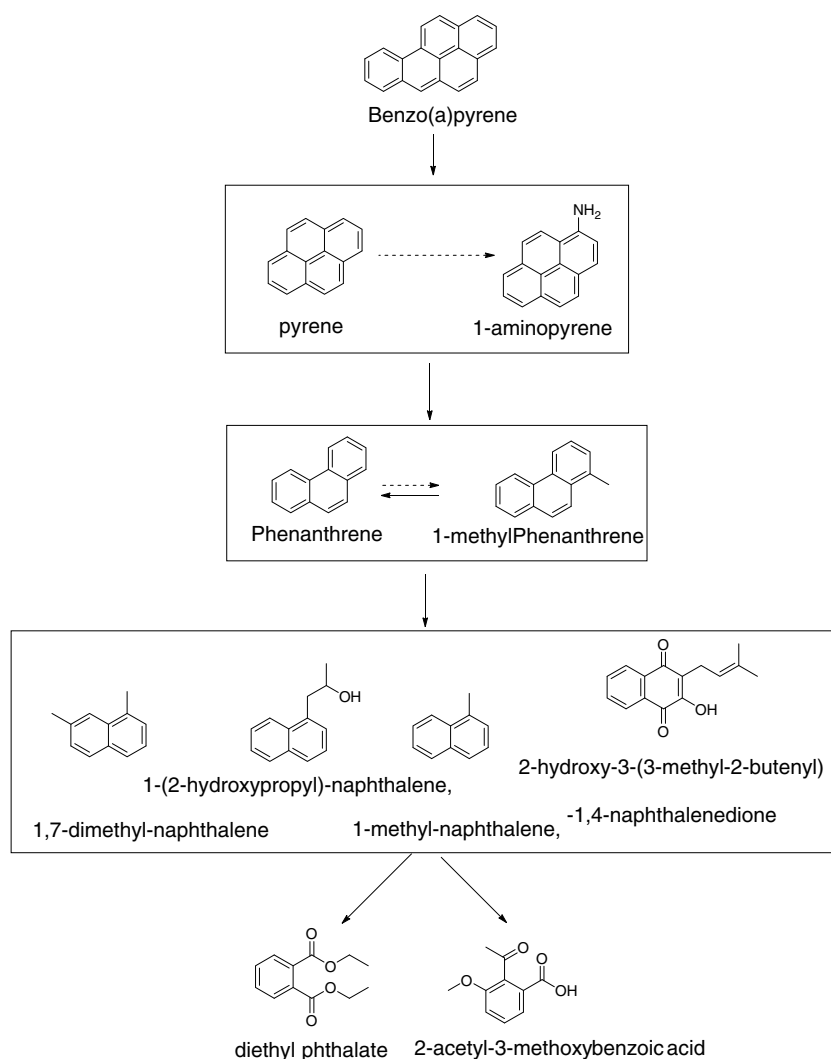 Benzo(a)pyrene
NH2
pyrene
1-aminopyrene
Phenanthrene
1-methylPhenanthrene
OH
O
OH
O
2-hydroxy-3-(3-methyl-2-butenyl)
-1,4-naphthalenedione
1-(2-hydroxypropyl)-naphthalene,
1,7-dimethyl-naphthalene
1-methyl-naphthalene,
O
O
O
O
O
O
O
OH
diethyl phthalate
2-acetyl-3-methoxybenzoic acid